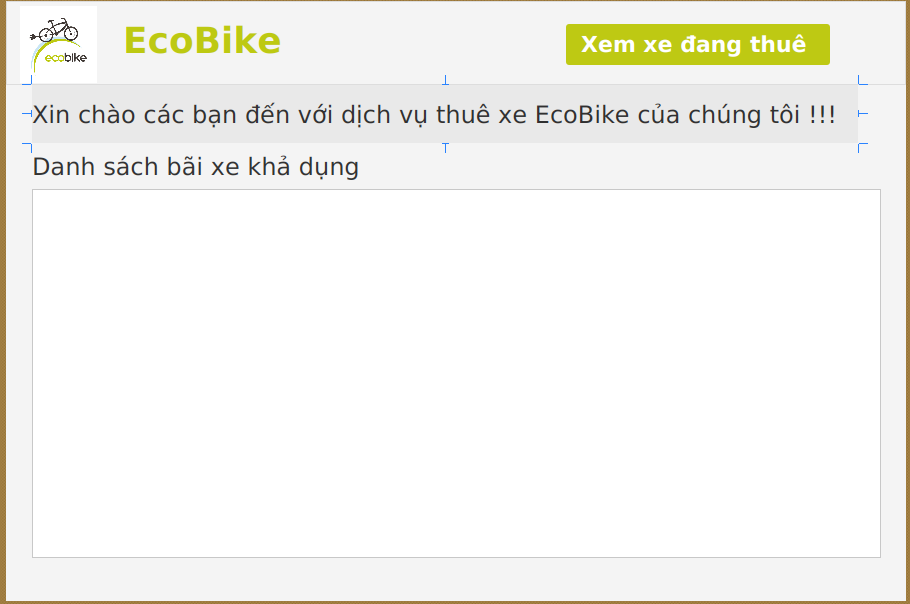 ecobike
EcoBike
Xem xe đang thuê
Xin chào các bạn đến với dịch vụ thuê xe EcoBike của chúng tôi !!!
Danh sách bãi xe khả dụng